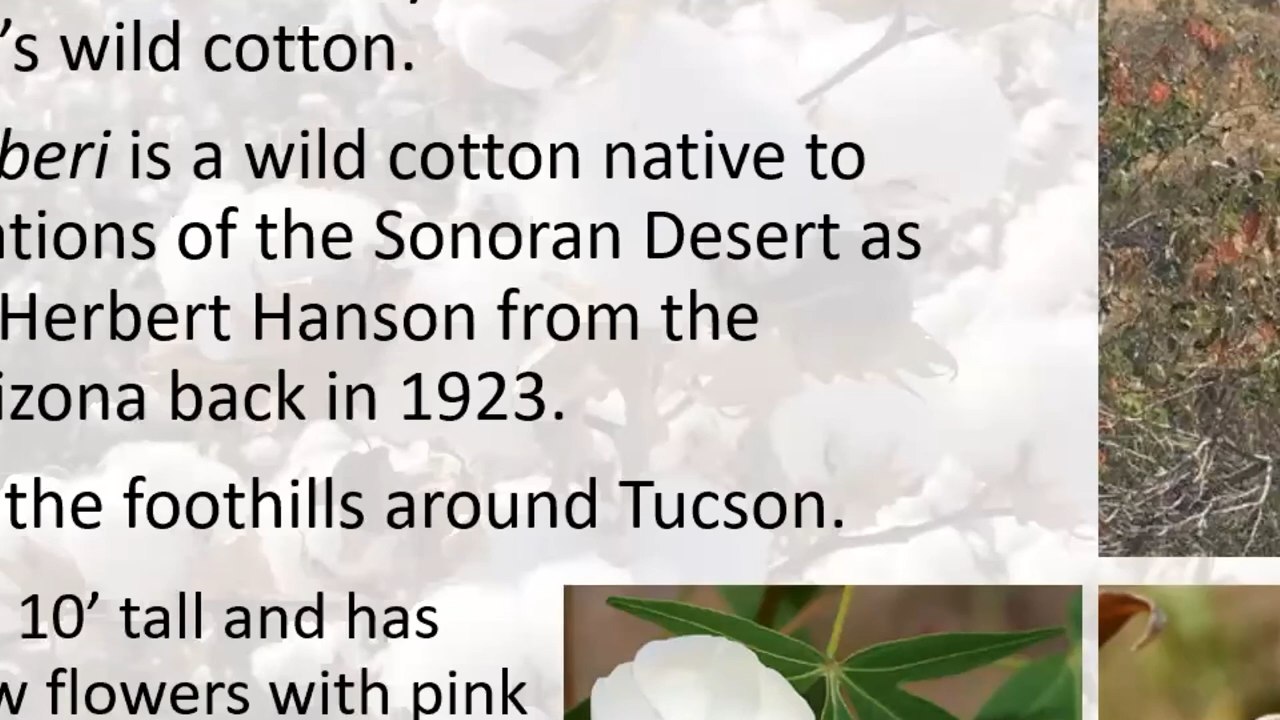 ’s wild cotton.
beri is a wild cotton native to
ations of the Sonoran Desert as
Herbert Hanson from the
izona back in 1923.
the foothills around Tucson.
10’ tall and has
w flowers with pink